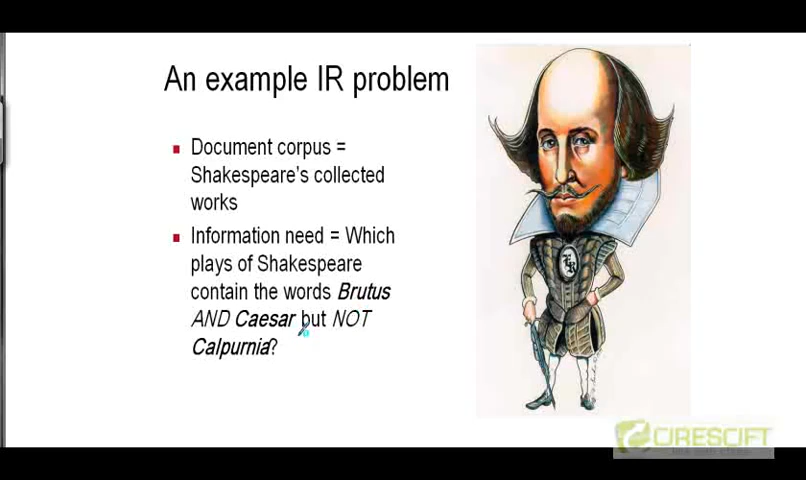 An example IR problem
Document corpus =
Shakespeare's collected
works
Information need = Which
plays of Shakespeare
contain the words Brutus
AND Caesar but NOT
Calpurnia?